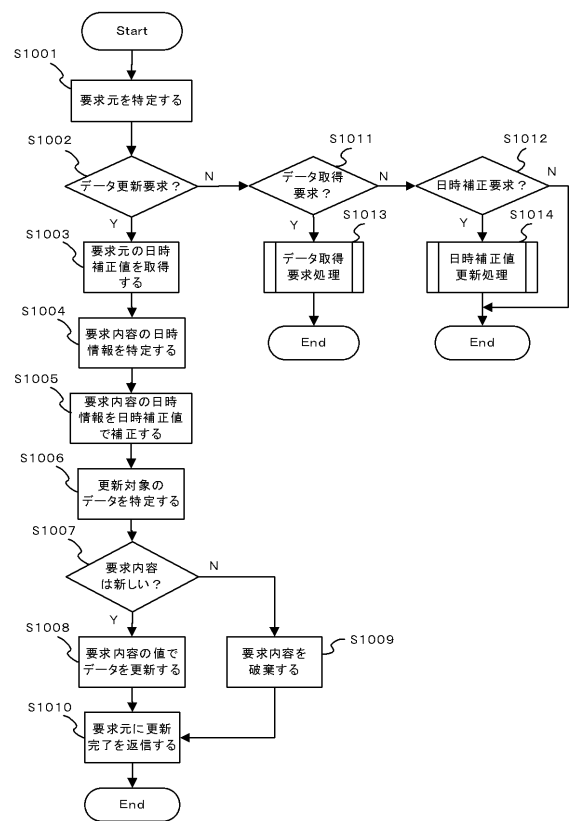 Start
S1001
要求元を特定する
S1002
データ更新要求？
N
Y
S1011
データ取得
要求？
N
Y
S1012
日時補正要求？
N
Y
S1003
要求元の日時
補正値を取得
する
S1013
データ取得
要求処理
S1014
日時補正値
更新処理
End
End
S1004
要求内容の日時
情報を特定する
S1005
要求内容の日時
情報を日時補正値
で補正する
S1006
更新対象の
データを特定する
S1007
要求内容
は新しい？
N
Y
S1008
要求内容の値で
データを更新する
S1009
要求内容を
破棄する
S1010
要求元に更新
完了を返信する
End